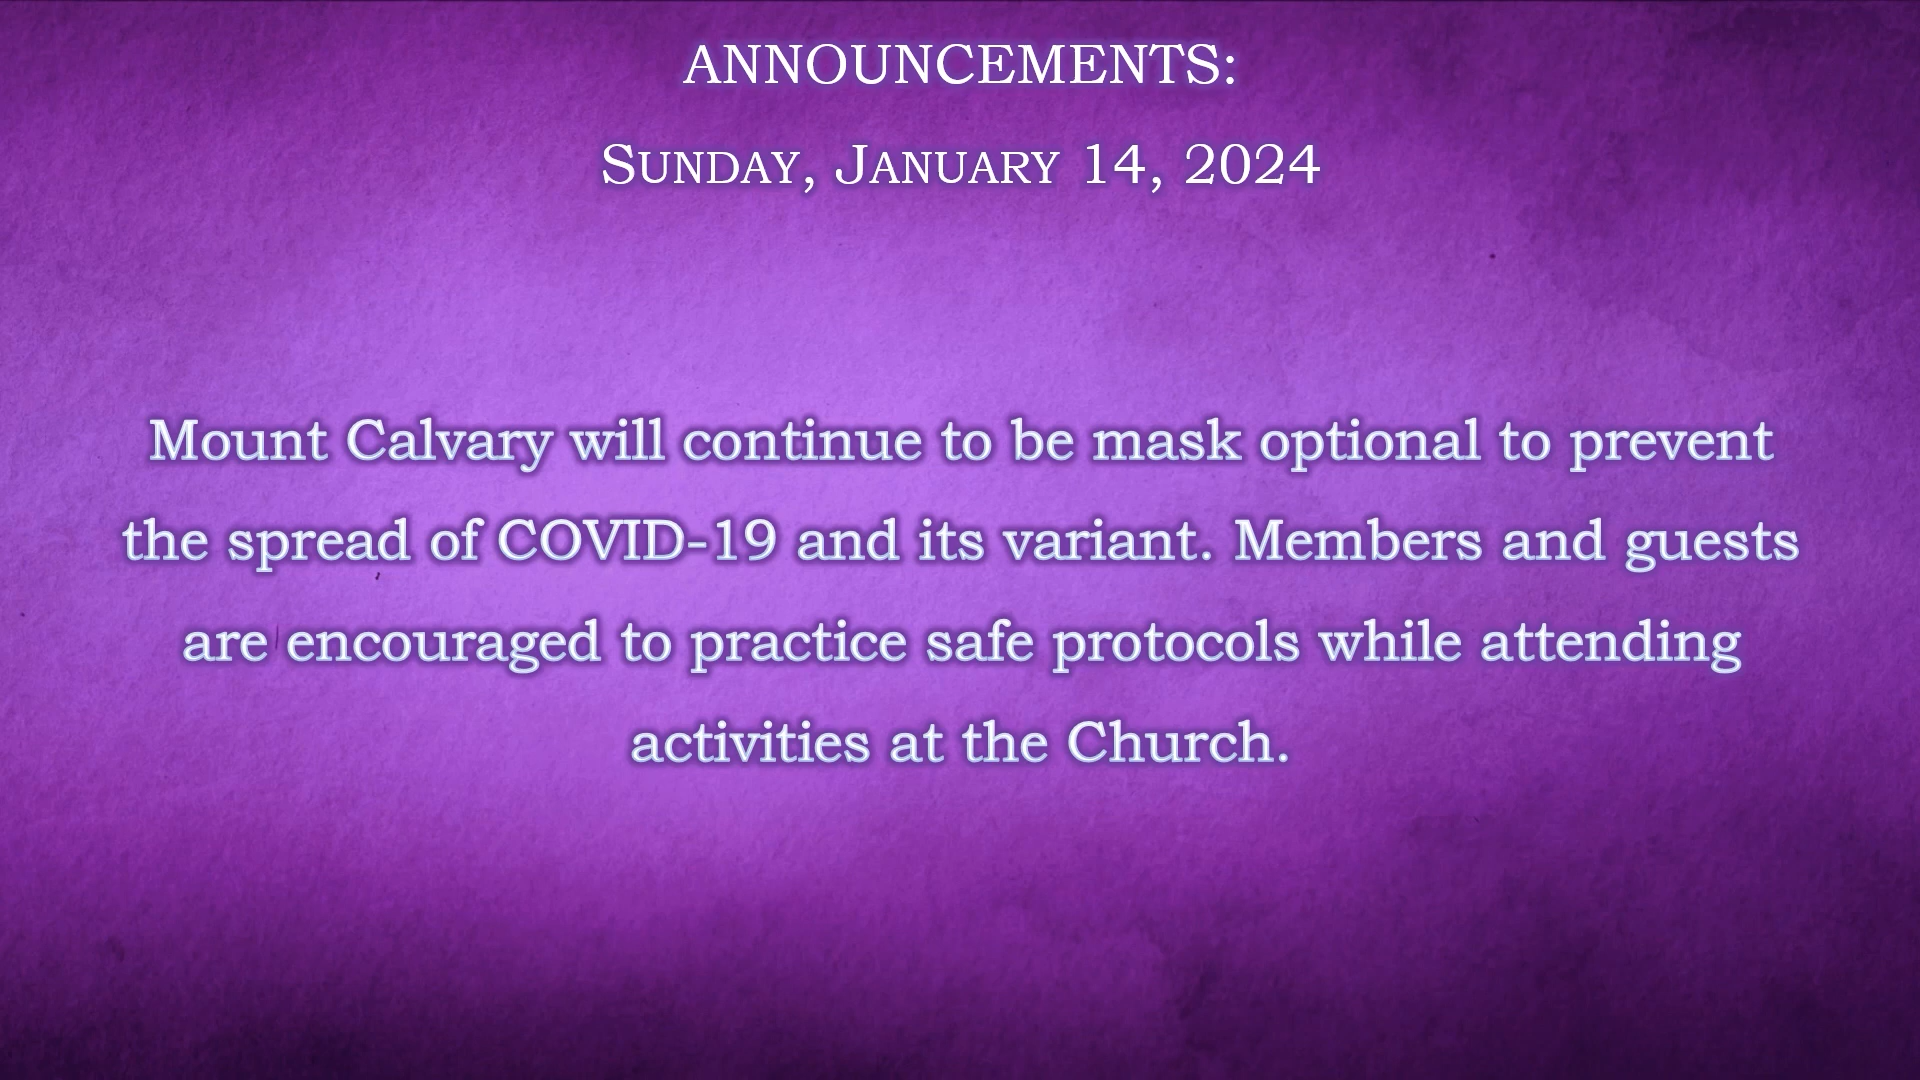 ANNOUNCEMENTS:
SUNDAY, JANUARY 14, 2024
Mount Calvary will continue to be mask optional to prevent
the spread of COVID-19 and its variant. Members and guests
are encouraged to practice safe protocols while attending
activities at the Church.